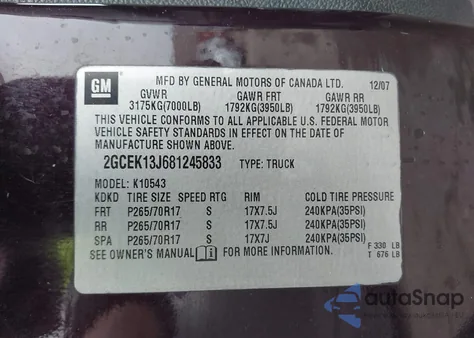 GM
MFD BY GENERAL MOTORS OF CANADA LTD. 12/07
GVWR GAWR FRT GAWR RR
3175KG(7000LB) 1792KG(3950LB) 1792KG(3950LB)
THIS VEHICLE CONFORMS TO ALL APPLICABLE U.S. FEDERAL MOTOR
VEHICLE SAFETY STANDARDS IN EFFECT ON THE DATE OF
MANUFACTURE SHOWN ABOVE.
2GCEK13J681245833 TYPE: TRUCK
MODEL: K10543
KDKD TIRE SIZE SPEED RTG RIM COLD TIRE PRESSURE
FRT P265/70R17 S 17X7.5J 240KPA(35PSI)
RR P265/70R17 S 17X7.5J 240KPA(35PSI)
SPA P265/70R17 S 17X7J 240KPA(35PSI)
SEE OWNER'S MANUAL FOR MORE INFORMATION.
F 330 LB
T 676 LB
autoSnap